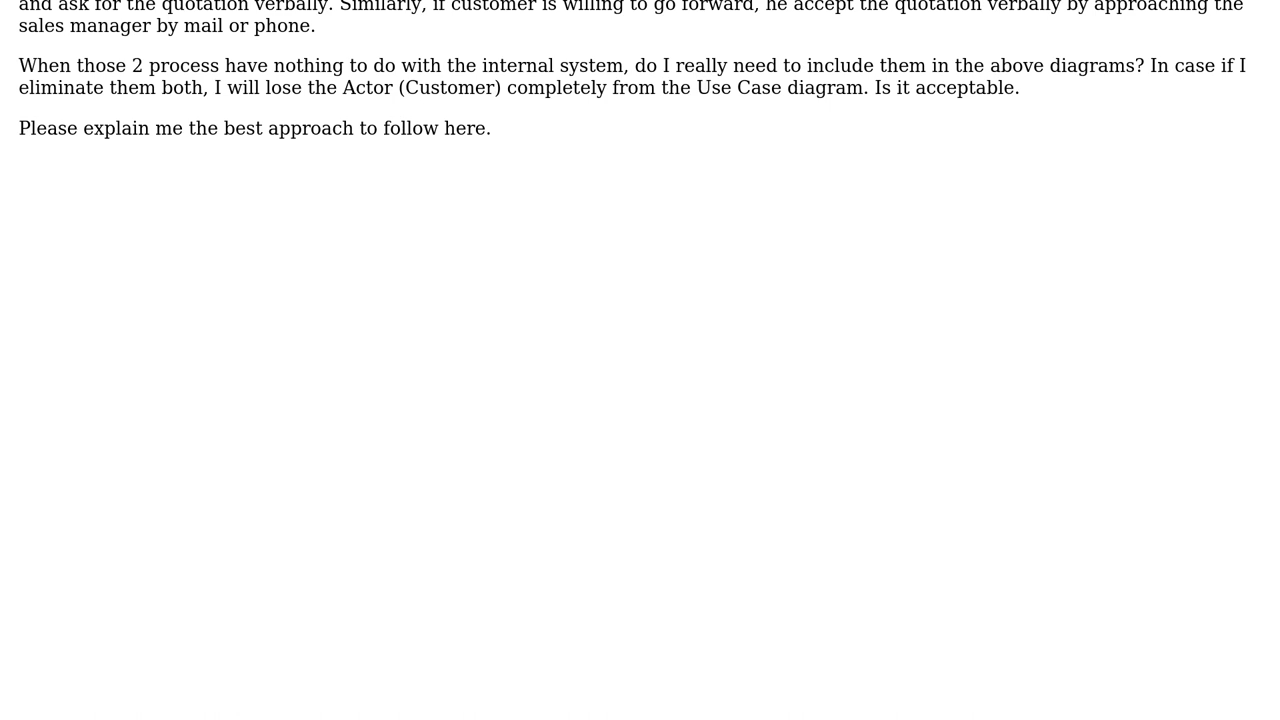 and ask for the quotation verbally. Similarly, if customer is willing to go forward, he accept the quotation verbally by approaching the
sales manager by mail or phone.
When those 2 process have nothing to do with the internal system, do I really need to include them in the above diagrams? In case if I
eliminate them both, I will lose the Actor (Customer) completely from the Use Case diagram. Is it acceptable.
Please explain me the best approach to follow here.